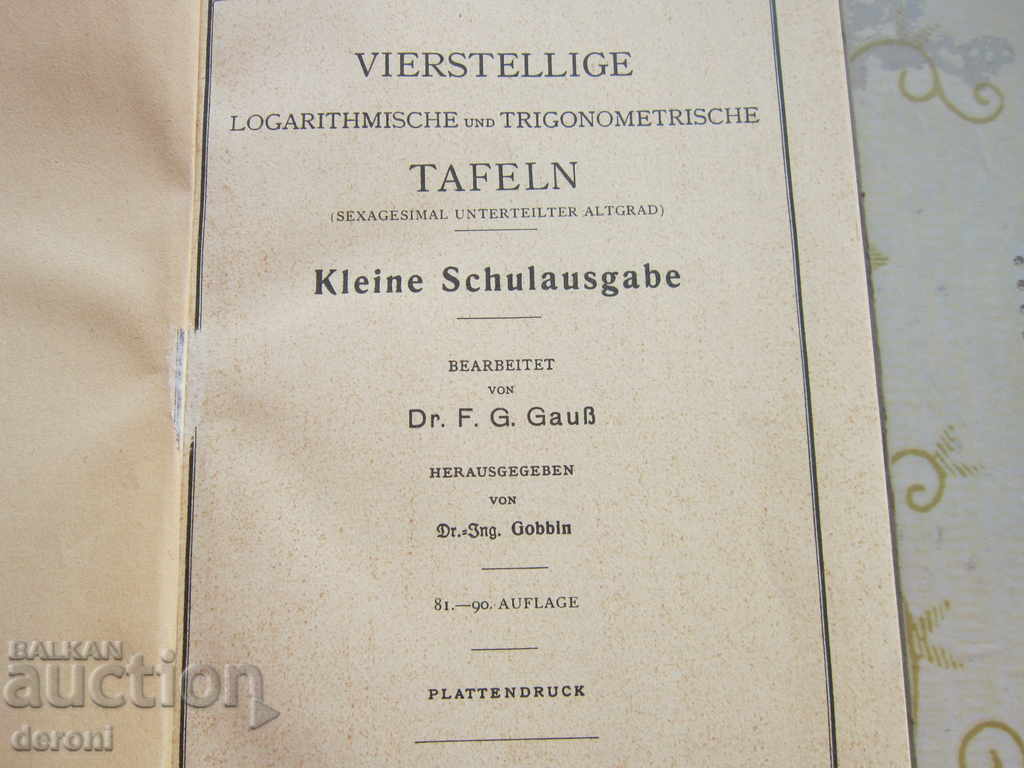 VIERSTELLIGE
LOGARITHMISCHE UND TRIGONOMETRISCHE
TAFELN
(SEXAGESIMAL UNTERTEILTER ALTGRAD)
Kleine Schulausgabe
BEARBEITET
VON
Dr. F. G. Gauß
HERAUSGEGEBEN
VON
Dr.=Ing. Gobbin
81.—90. AUFLAGE
PLATTENDRUCK
BALKAN
auction
deroni